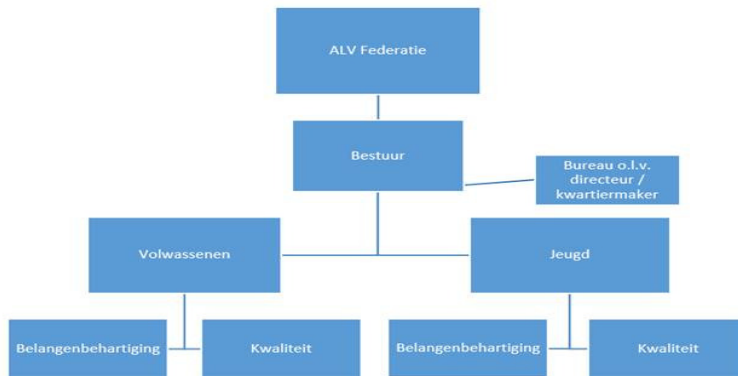 ALV Federatie
Bestuur
Bureau o.l.v.
directeur /
kwartiermaker
Volwassenen
Jeugd
Belangenbehartiging
Kwaliteit
Belangenbehartiging
Kwaliteit